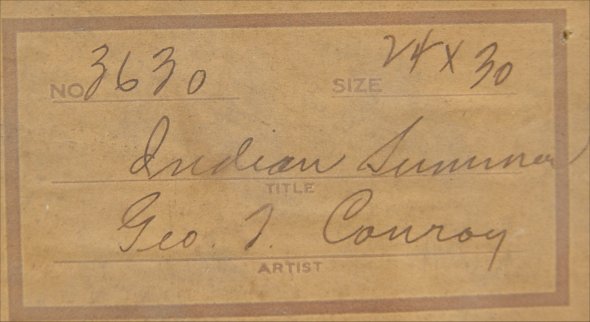 NO. 3630 SIZE 24 x 30
Indian Summer
TITLE
Geo. J. Conroy
ARTIST